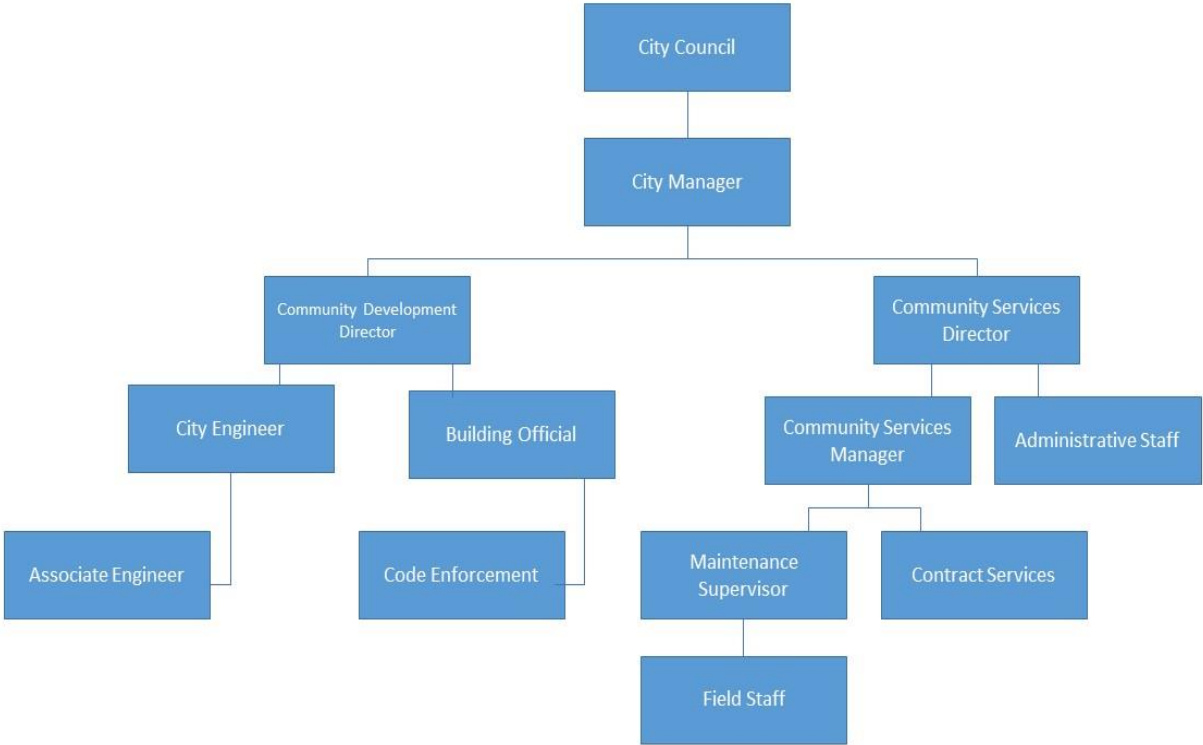 City Council
City Manager
Community Development
Director
Community Services
Director
City Engineer
Building Official
Community Services
Manager
Administrative Staff
Associate Engineer
Code Enforcement
Maintenance
Supervisor
Contract Services
Field Staff